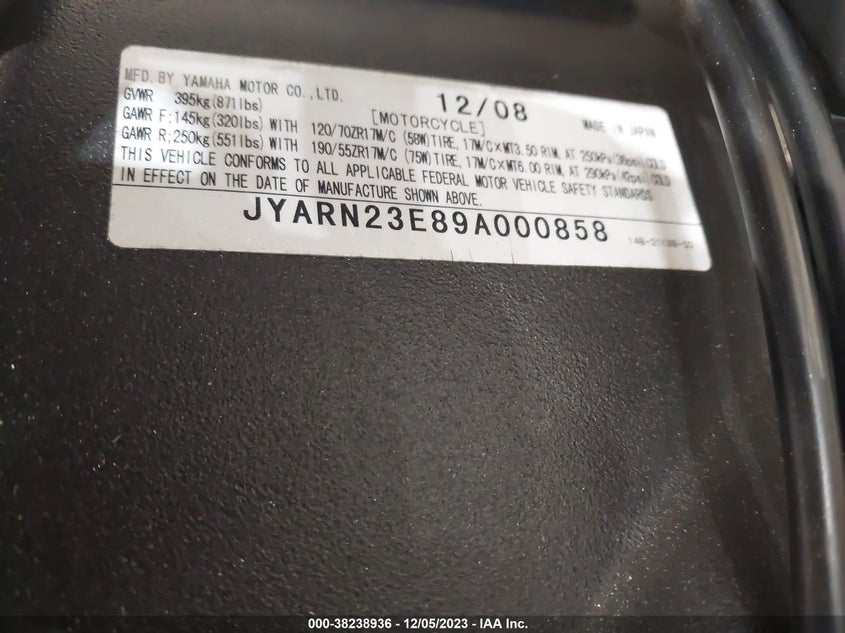 MFD. BY YAMAHA MOTOR CO., LTD. 12/08 MADE IN JAPAN
GVWR 395kg(871lbs) [MOTORCYCLE]
GAWR F;145kg(320lbs) WITH 120/70ZR17M/C (58W)TIRE, 17M/C×MT3.50 RIM, AT 250kPa(36psi)COLD
GAWR R;250kg(551lbs) WITH 190/55ZR17M/C (75W)TIRE, 17M/C×MT6.00 RIM, AT 290kPa(42psi)COLD
THIS VEHICLE CONFORMS TO ALL APPLICABLE FEDERAL MOTOR VEHICLE SAFETY STANDARDS
IN EFFECT ON THE DATE OF MANUFACTURE SHOWN ABOVE.
JYARN23E89A000858 14B-2118B-00
000-38238936 - 12/05/2023 - IAA Inc.